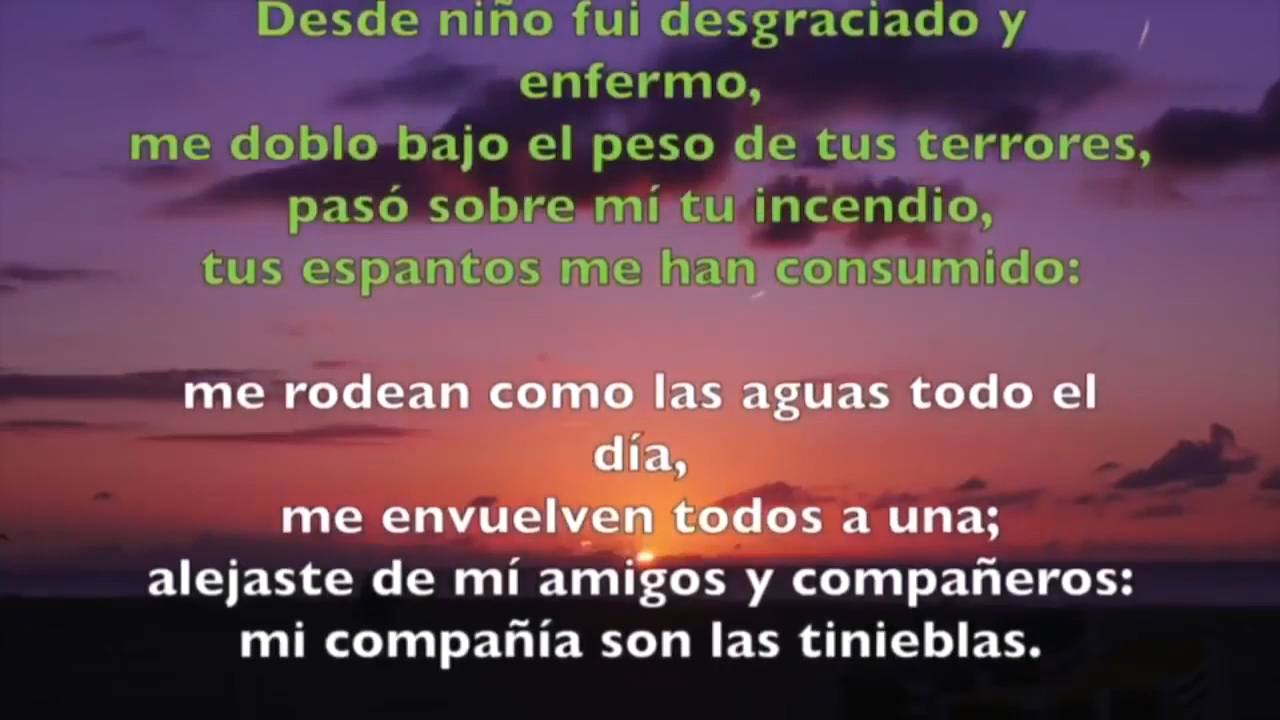 Desde niño fui desgraciado y
enfermo,
me doblo bajo el peso de tus terrores,
pasó sobre mí tu incendio,
tus espantos me han consumido:
me rodean como las aguas todo el
día,
me envuelven todos a una;
alejaste de mí amigos y compañeros:
mi compañía son las tinieblas.